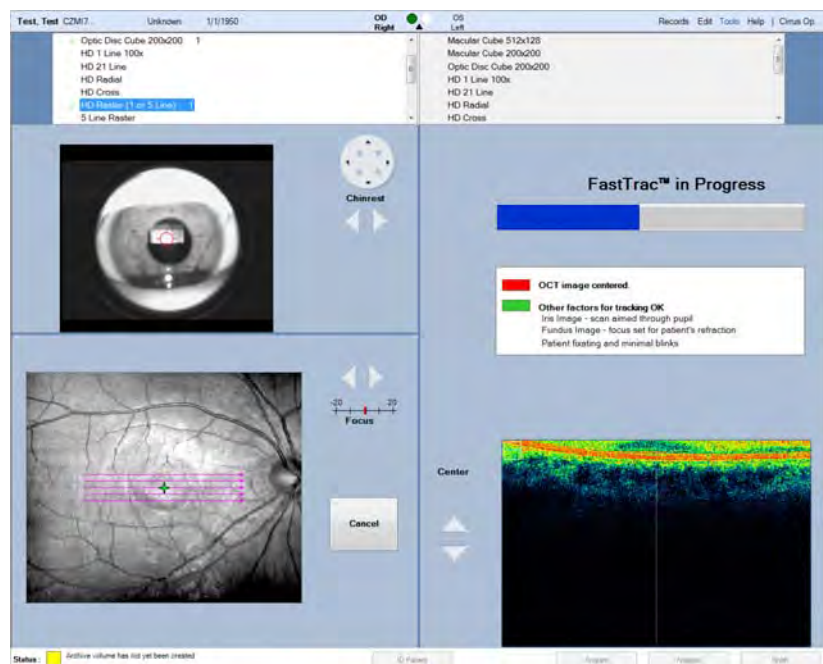 Test, Test CZMI7... Unknown 1/1/1950 OD Right OS Left Records Edit Tools Help | Cirrus Op.
Optic Disc Cube 200x200 1
HD 1 Line 100x
HD 21 Line
HD Radial
HD Cross
HD Raster (1 or 5 Line) 1
5 Line Raster
Macular Cube 512x128
Macular Cube 200x200
Optic Disc Cube 200x200
HD 1 Line 100x
HD 21 Line
HD Radial
HD Cross
Chinrest
FastTrac™ in Progress
OCT image centered.
Other factors for tracking OK
Iris Image - scan aimed through pupil
Fundus Image - focus set for patient's refraction
Patient fixating and minimal blinks
-20 20
Focus
Cancel
Center
Status : Archive volume has not yet been created
ID Patient Acquire Analyze Finish